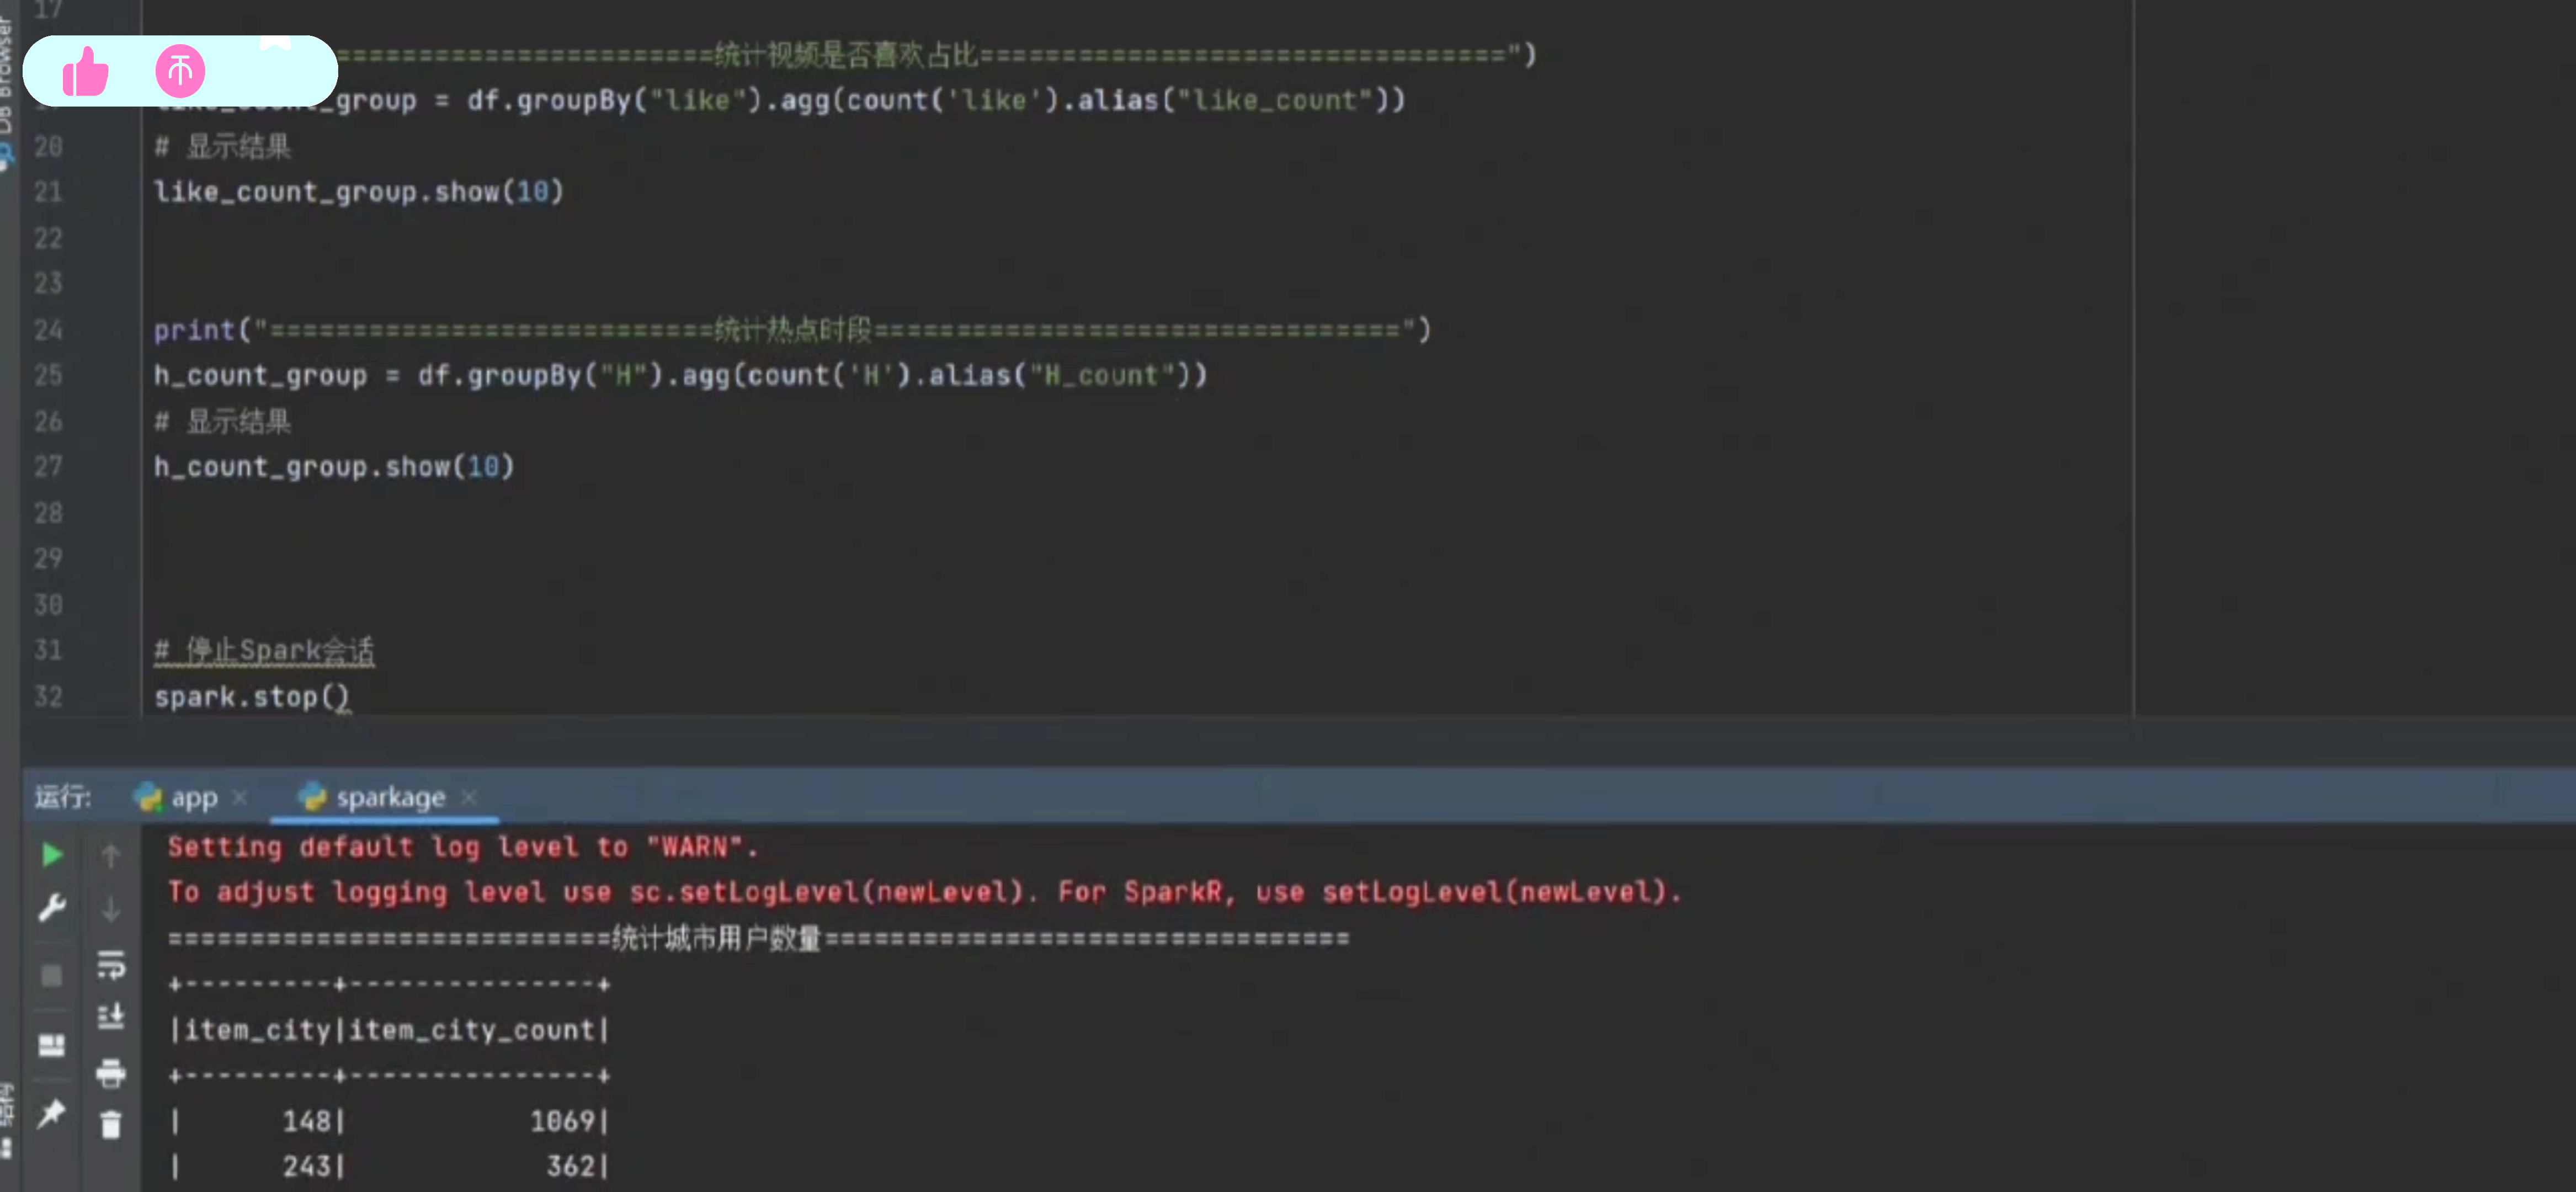 17
===========================统计视频是否喜欢占比================================")
_group = df.groupBy("like").agg(count('like').alias("like_count"))
20 # 显示结果
21 like_count_group.show(10)
22
23
24 print("===========================统计热点时段================================")
25 h_count_group = df.groupBy("H").agg(count('H').alias("H_count"))
26 # 显示结果
27 h_count_group.show(10)
28
29
30
31 # 停止Spark会话
32 spark.stop()
DB Browser
结构
运行: app sparkage
Setting default log level to "WARN".
To adjust logging level use sc.setLogLevel(newLevel). For SparkR, use setLogLevel(newLevel).
===========================统计城市用户数量================================
+---------+---------------+
|item_city|item_city_count|
+---------+---------------+
| 148| 1069|
| 243| 362|